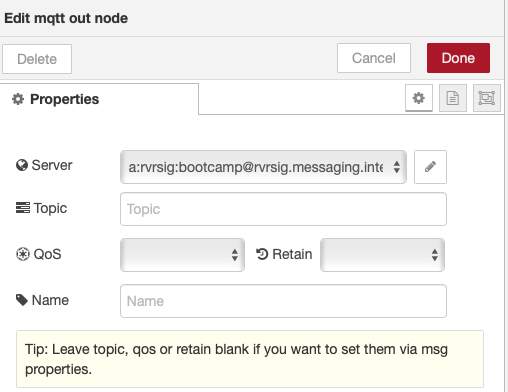 Edit mqtt out node
Delete Cancel Done
Properties
Server a:rvrsig:bootcamp@rvrsig.messaging.inte
Topic Topic
QoS Retain
Name Name
Tip: Leave topic, qos or retain blank if you want to set them via msg
properties.